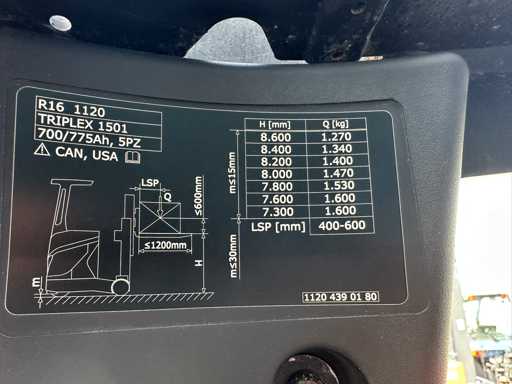 R16 1120
TRIPLEX 1501
700/775Ah, 5PZ
CAN, USA
LSP
Q
≤600mm
≤1200mm
H
m
m≤15mm
m≤30mm
H [mm] Q [kg]
8.600 1.270
8.400 1.340
8.200 1.400
8.000 1.470
7.800 1.530
7.600 1.600
7.300 1.600
LSP [mm] 400-600
1120 439 01 80